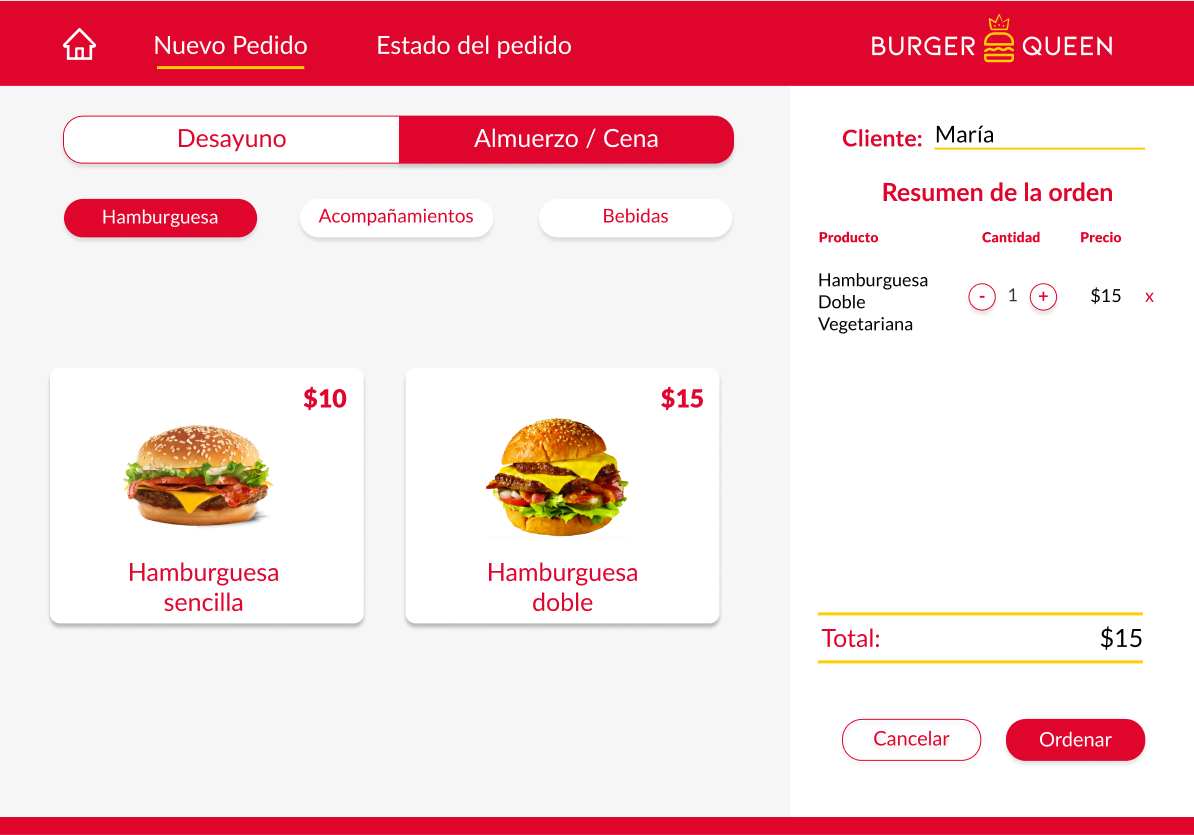 Nuevo Pedido
Estado del pedido
BURGER QUEEN
Desayuno
Almuerzo / Cena
Hamburguesa
Acompañamientos
Bebidas
$10
Hamburguesa
sencilla
$15
Hamburguesa
doble
Cliente: María
Resumen de la orden
Producto Cantidad Precio
Hamburguesa
Doble
Vegetariana
- 1 + $15 x
Total: $15
Cancelar
Ordenar